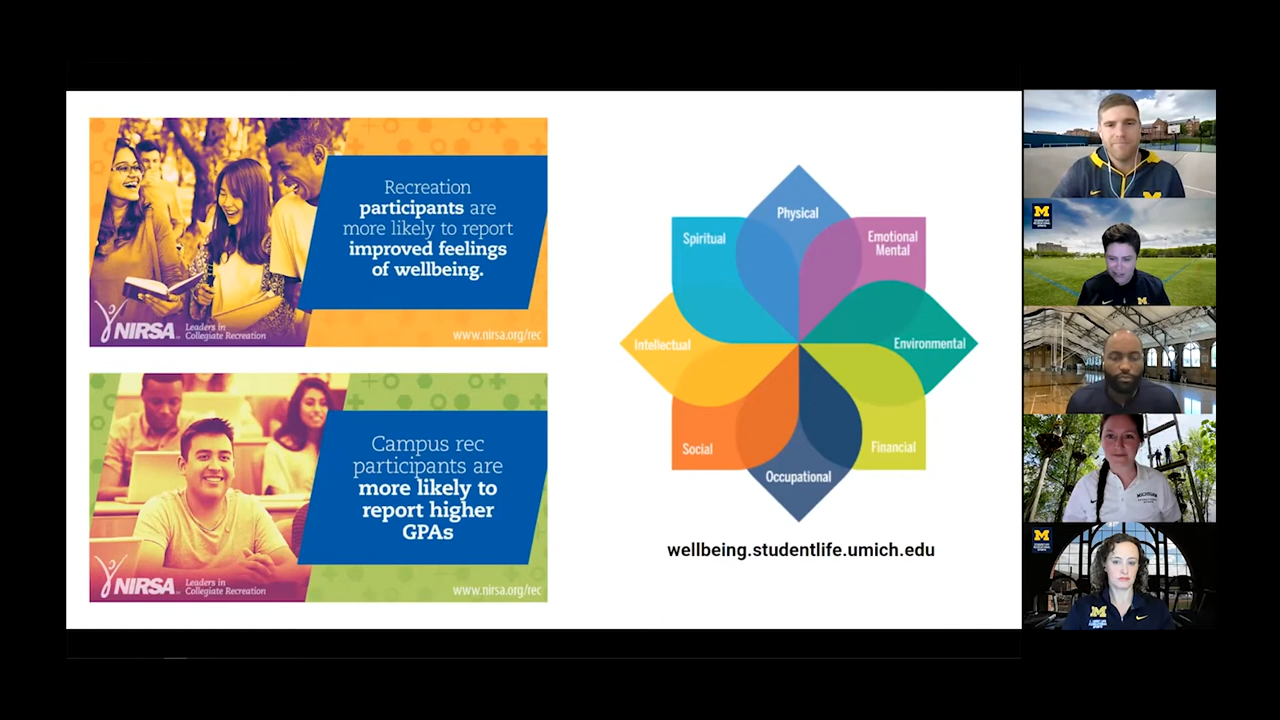 Recreation
participants are
more likely to report
improved feelings
of wellbeing.
NIRSA
Leaders in
Collegiate Recreation
www.nirsa.org/rec
Campus rec
participants are
more likely to
report higher
GPAs
NIRSA
Leaders in
Collegiate Recreation
www.nirsa.org/rec
Physical
Spiritual
Emotional
Mental
Intellectual
Environmental
Social
Financial
Occupational
wellbeing.studentlife.umich.edu
M
M
MICHIGAN
M
M